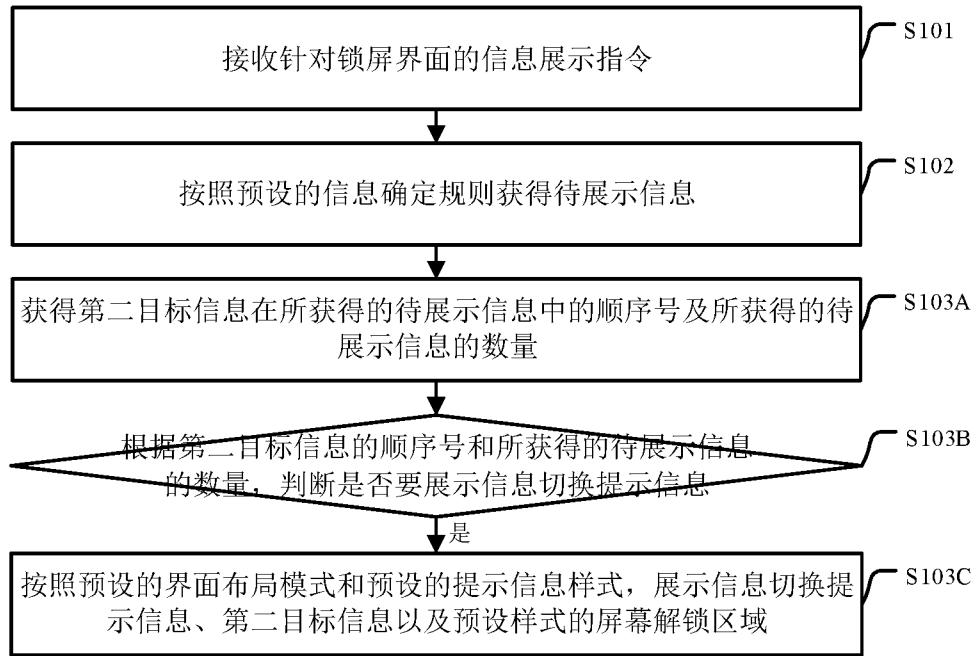 接收针对锁屏界面的信息展示指令
S101
按照预设的信息确定规则获得待展示信息
S102
获得第二目标信息在所获得的待展示信息中的顺序号及所获得的待
展示信息的数量
S103A
根据第二目标信息的顺序号和所获得的待展示信息
的数量，判断是否要展示信息切换提示信息
S103B
是
按照预设的界面布局模式和预设的提示信息样式，展示信息切换提
示信息、第二目标信息以及预设样式的屏幕解锁区域
S103C